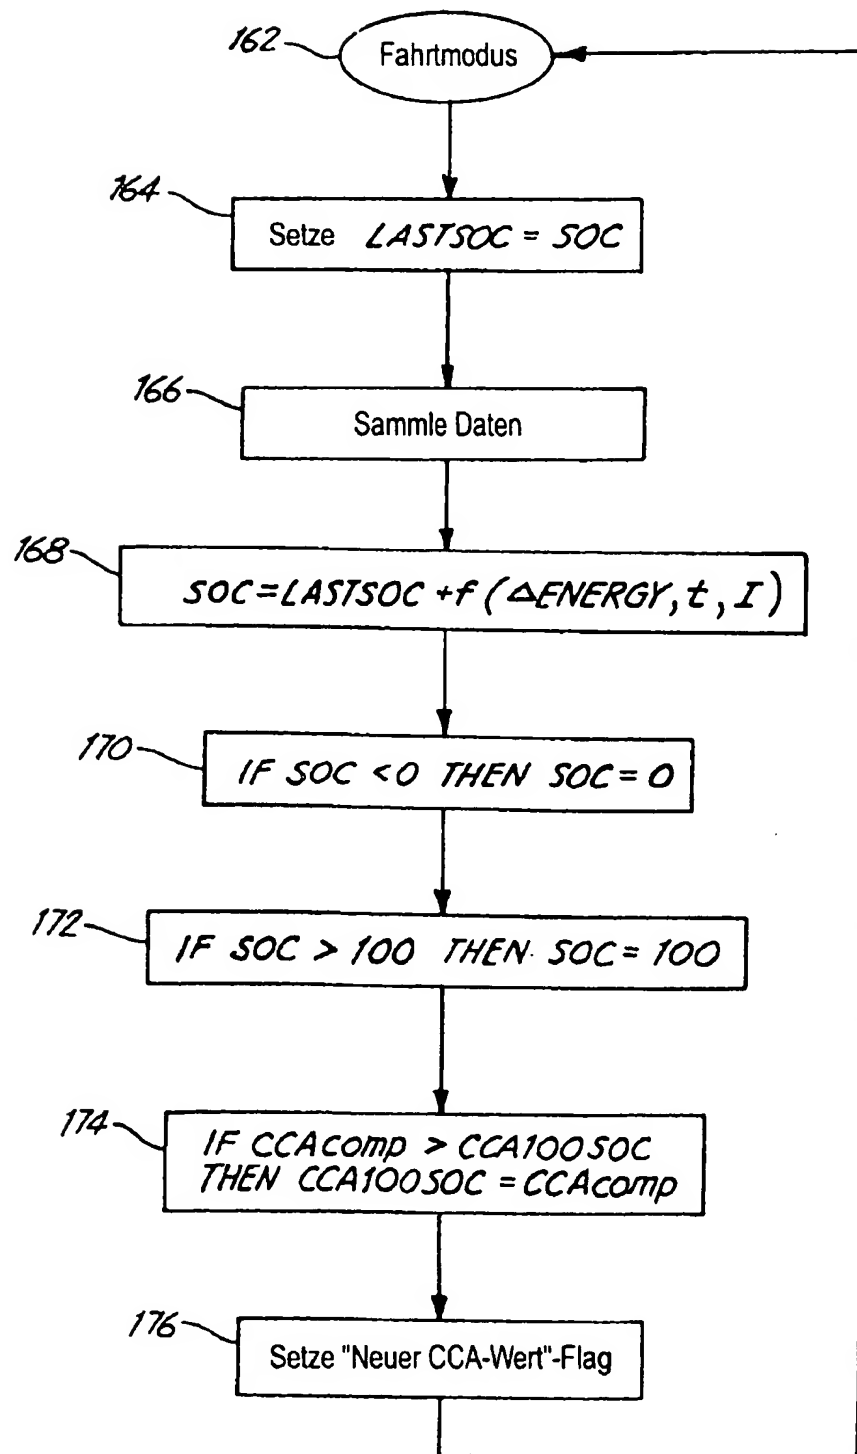 162
Fahrtmodus
164
Setze LASTSOC = SOC
166
Sammle Daten
168
SOC=LASTSOC +f (ΔENERGY, t, I)
170
IF SOC <0 THEN SOC = 0
172
IF SOC > 100 THEN SOC = 100
174
IF CCAcomp > CCA100SOC
THEN CCA100SOC = CCAcomp
176
Setze "Neuer CCA-Wert"-Flag